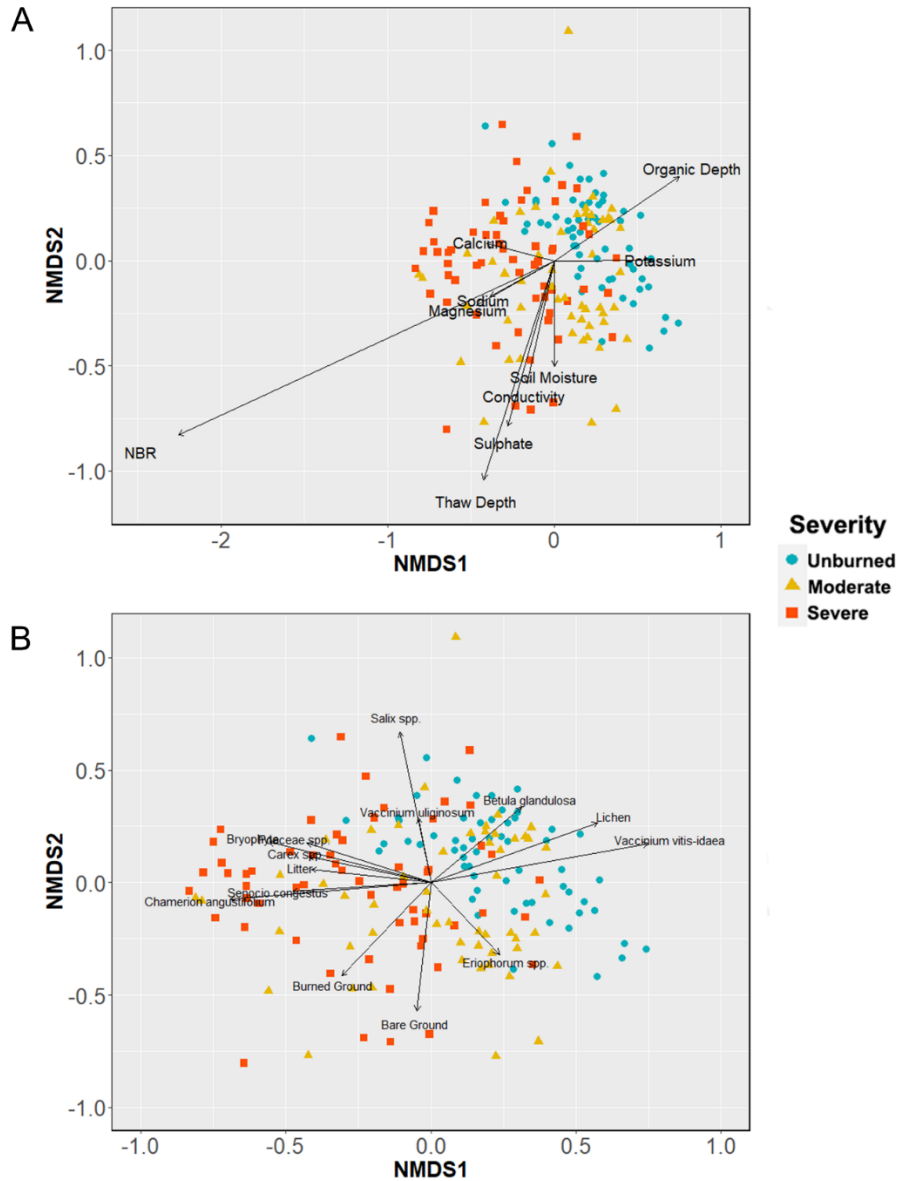 A
1.0
Organic Depth
0.5
NMDS2
Calcium
0.0
Potassium
Sodium
Magnesium
-0.5
Soil Moisture
Conductivity
Sulphate
NBR
-1.0
Thaw Depth
-2 -1 0 1
NMDS1
Severity
Unburned
Moderate
Severe
B
1.0
Salix spp.
0.5
Vaccinium uliginosum
Betula glandulosa
Lichen
NMDS2
Bryophyte
Vaccinium vitis-idaea
Carex spp.
Litter
0.0
Senocio congestus
Chamerion angustifolium
Eriophorum spp.
Burned Ground
-0.5
Bare Ground
-1.0
-1.0 -0.5 0.0 0.5 1.0
NMDS1